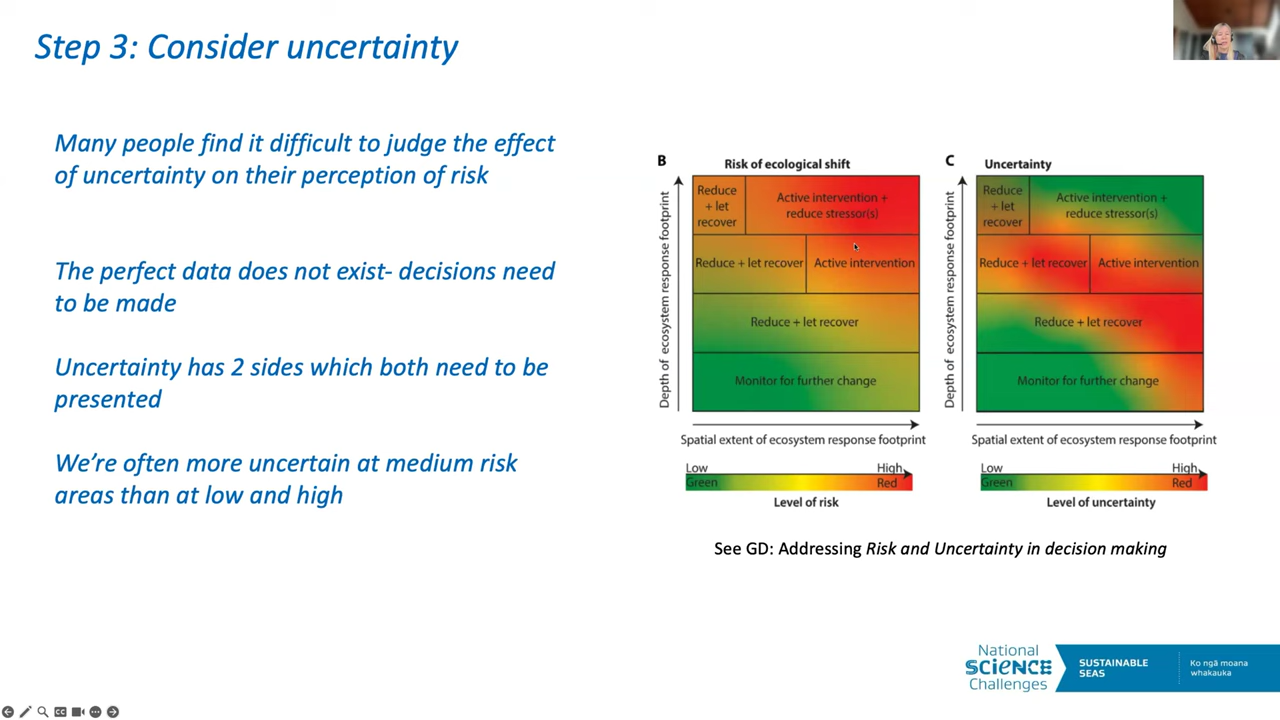 Step 3: Consider uncertainty
Many people find it difficult to judge the effect
of uncertainty on their perception of risk
The perfect data does not exist- decisions need
to be made
Uncertainty has 2 sides which both need to be
presented
We're often more uncertain at medium risk
areas than at low and high
B
Risk of ecological shift
Depth of ecosystem response footprint
Reduce
+ let
recover
Active intervention +
reduce stressor(s)
Reduce + let recover
Active intervention
Reduce + let recover
Monitor for further change
Spatial extent of ecosystem response footprint
Low
High
Green
Red
Level of risk
C
Uncertainty
Depth of ecosystem response footprint
Reduce
+ let
recover
Active intervention +
reduce stressor(s)
Reduce + let recover
Active intervention
Reduce + let recover
Monitor for further change
Spatial extent of ecosystem response footprint
Low
High
Green
Red
Level of uncertainty
See GD: Addressing Risk and Uncertainty in decision making
National
SCiENCE
Challenges
SUSTAINABLE
SEAS
Ko ngā moana
whakauka
CC